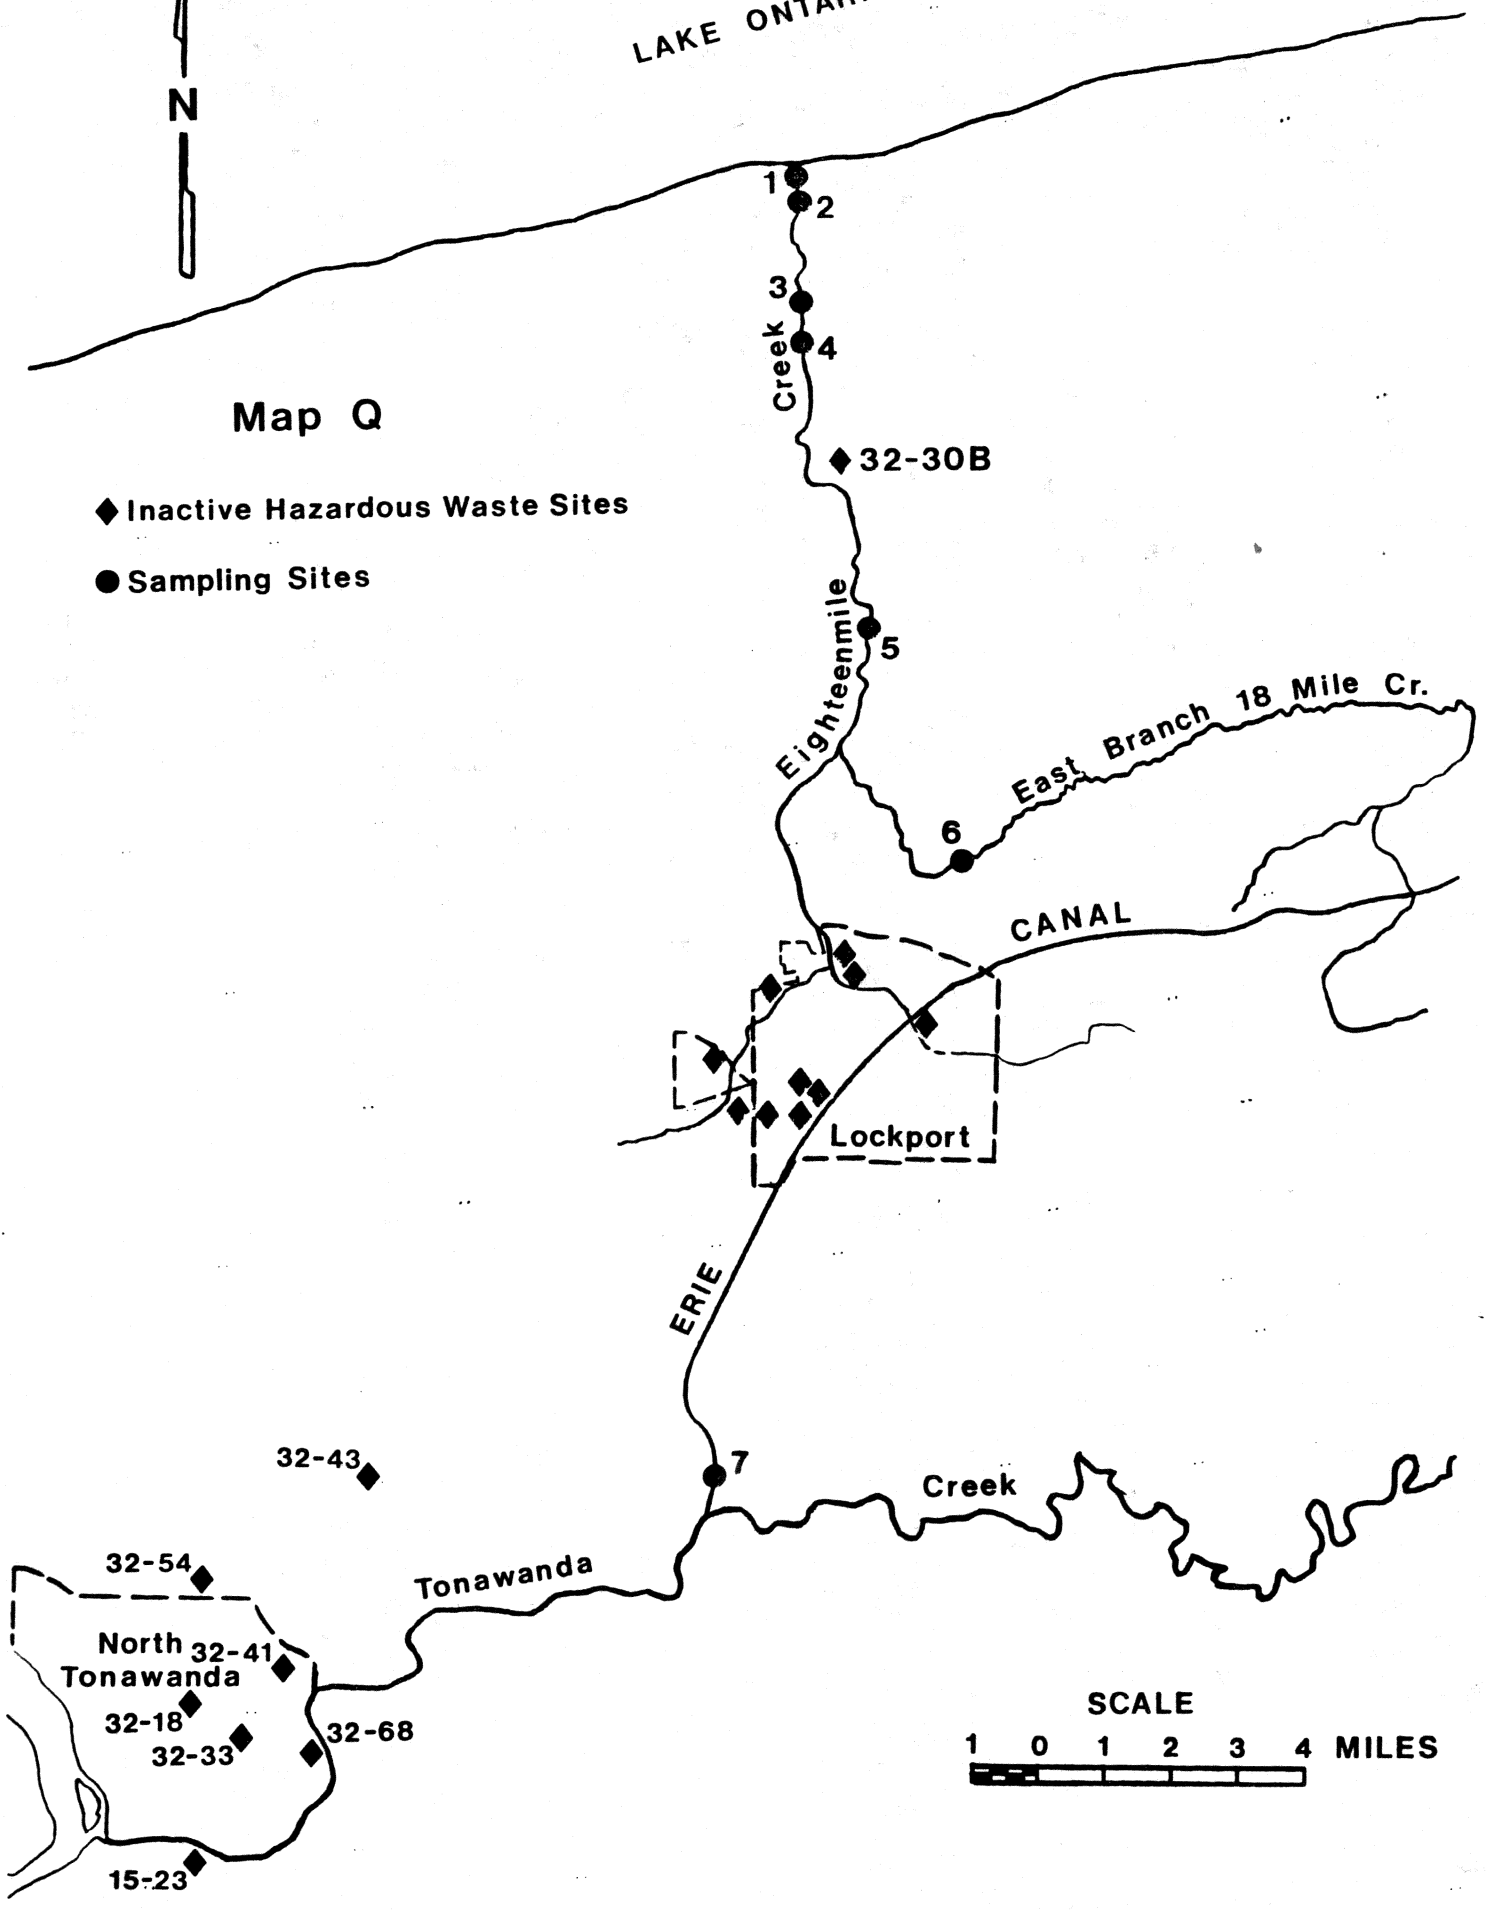 LAKE
N
1
2
3
Creek
4
Map Q
32-30B
Inactive Hazardous Waste Sites
Sampling Sites
Eighteenmile
5
East Branch 18 Mile Cr.
6
CANAL
Lockport
ERIE
7
32-43
Creek
32-54
Tonawanda
North
Tonawanda
32-41
32-18
32-33
32-68
15-23
SCALE
1 0 1 2 3 4 MILES